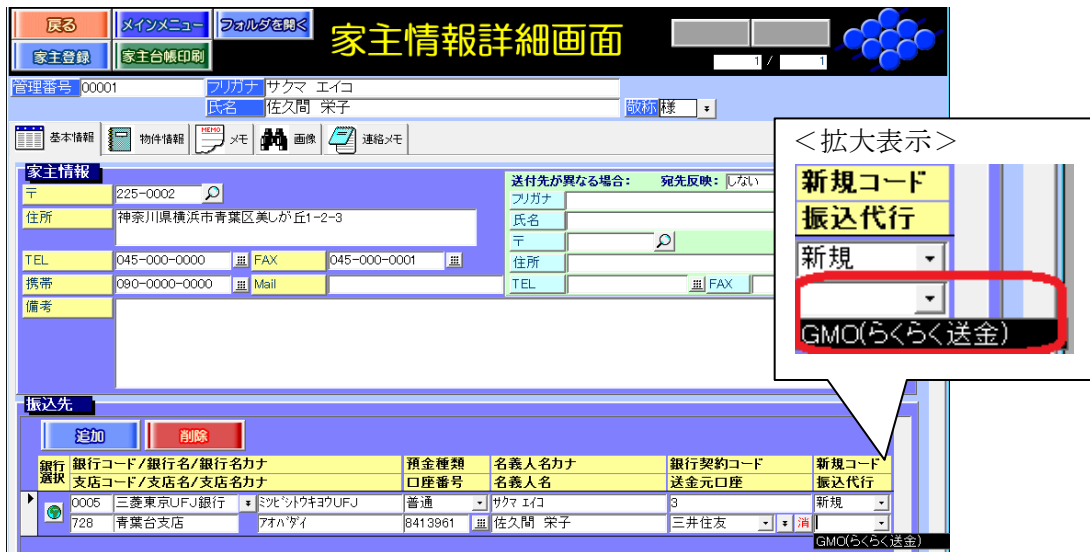 戻る メインメニュー フォルダを開く 家主情報詳細画面
家主登録 家主台帳印刷 1 / 1
管理番号 00001 フリガナ サクマ エイコ
氏名 佐久間 栄子 敬称 様
基本情報 物件情報 MEMO メモ 画像 連絡メモ
家主情報
〒 225-0002
住所 神奈川県横浜市青葉区美しが丘1-2-3
TEL 045-000-0000 FAX 045-000-0001
携帯 090-0000-0000 Mail
備考
送付先が異なる場合: 宛先反映: しない
フリガナ
氏名
〒
住所
TEL FAX
<拡大表示>
新規コード
振込代行
新規
GMO(らくらく送金)
振込先
追加 削除
銀行選択 銀行コード/銀行名/銀行名カナ 預金種類 名義人名カナ 銀行契約コード 新規コード
支店コード/支店名/支店名カナ 口座番号 名義人名 送金元口座 振込代行
0005 三菱東京UFJ銀行 ミツビシトウキヨウUFJ 普通 サクマ エイコ 3 新規
728 青葉台支店 アオバダイ 8413961 佐久間 栄子 三井住友 消
GMO(らくらく送金)